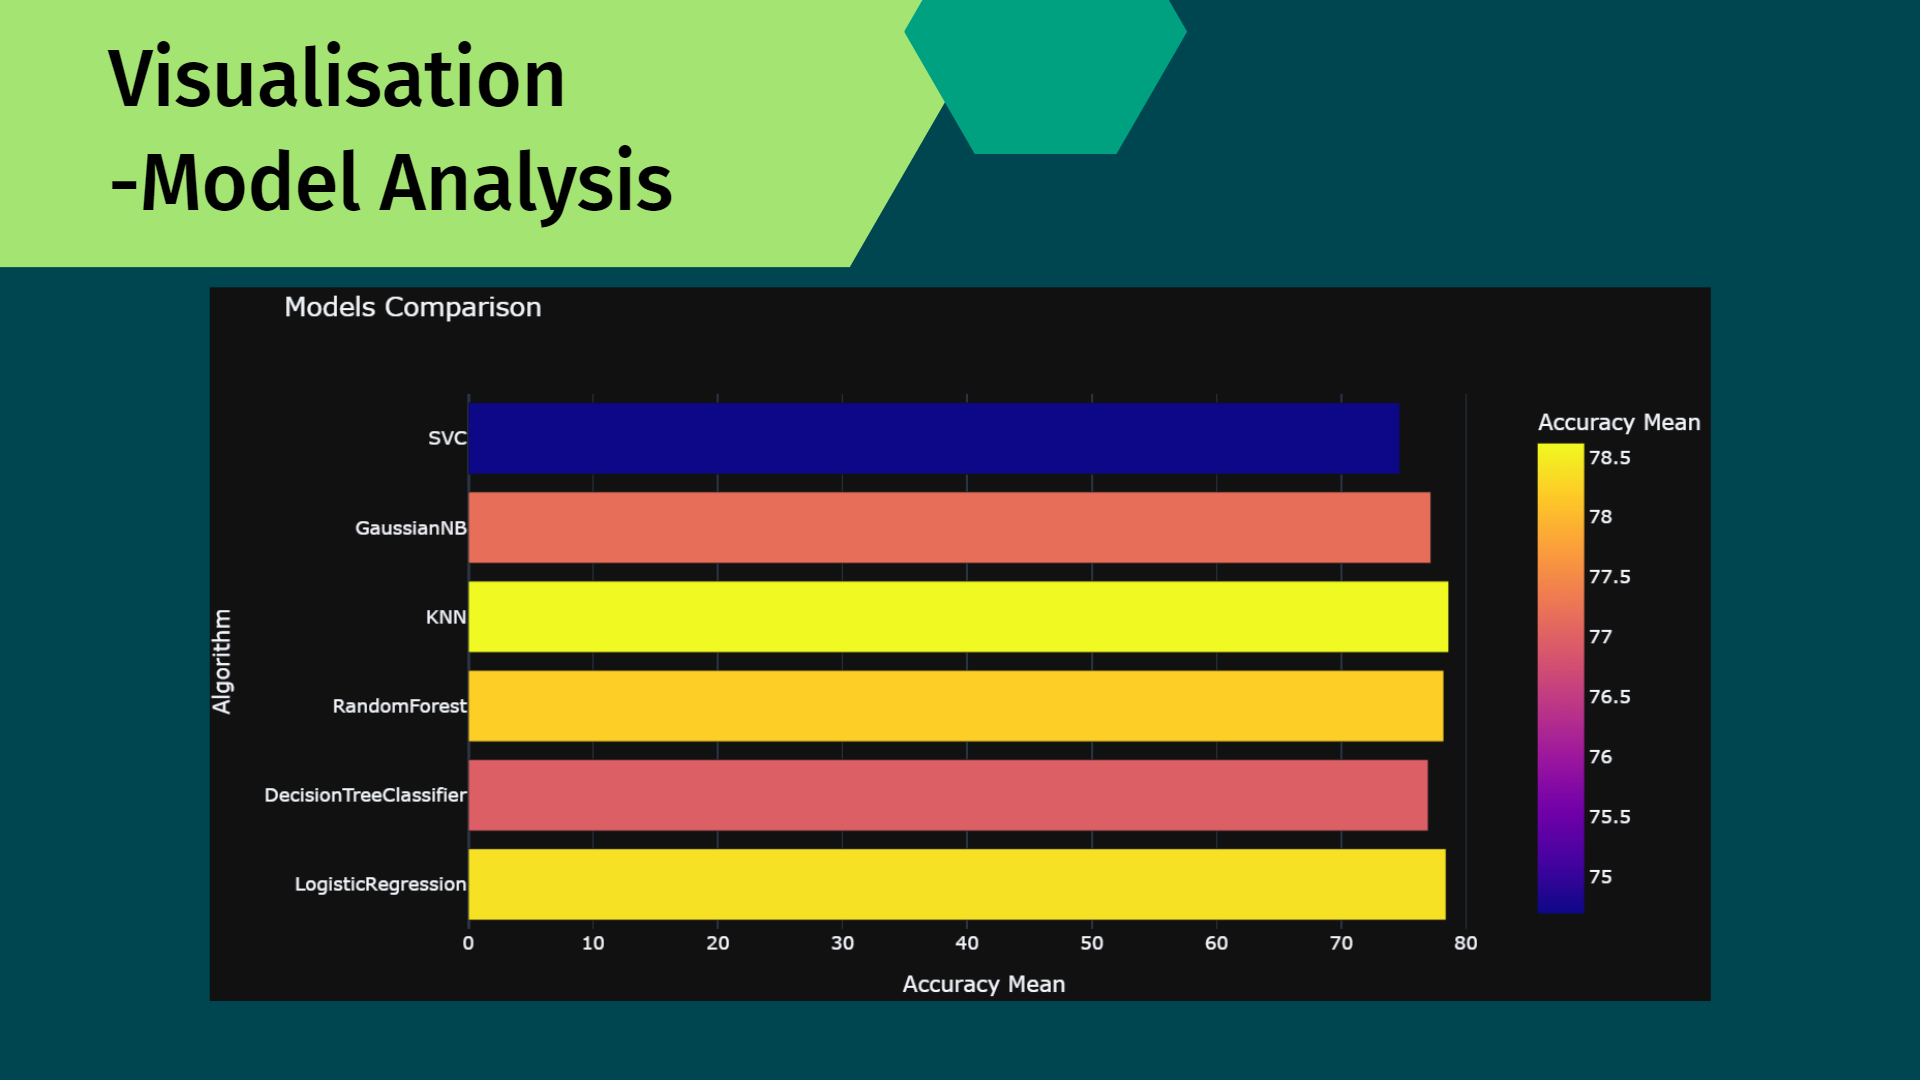 Visualisation
-Model Analysis
Models Comparison
Algorithm
SVC
GaussianNB
KNN
RandomForest
DecisionTreeClassifier
LogisticRegression
0 10 20 30 40 50 60 70 80
Accuracy Mean
Accuracy Mean
78.5
78
77.5
77
76.5
76
75.5
75